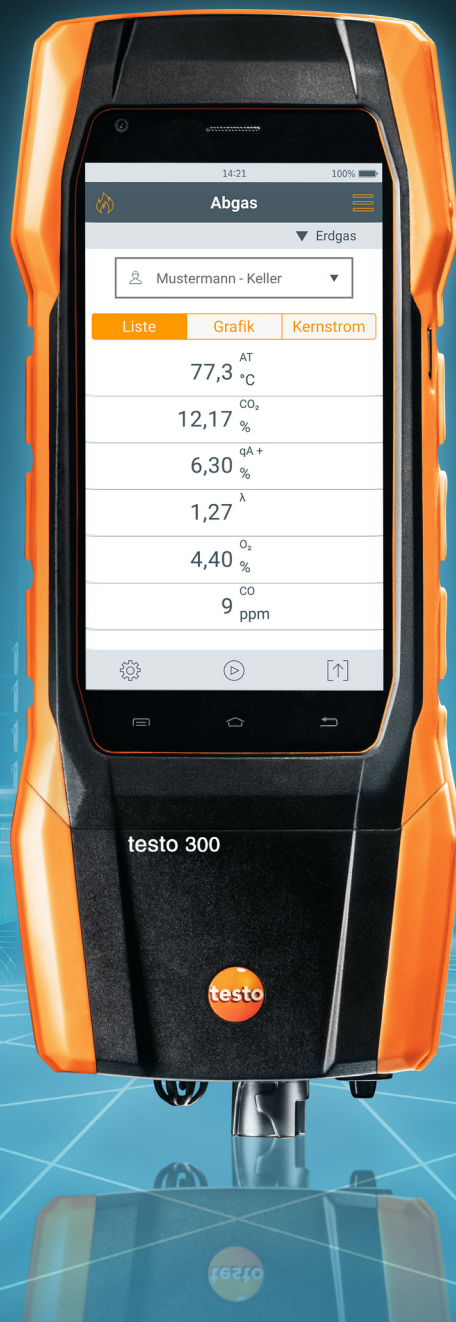 14:21 100%
Abgas
▼ Erdgas
Mustermann - Keller ▼
Liste Grafik Kernstrom
77,3 AT °C
12,17 CO₂ %
6,30 qA + %
1,27 λ
4,40 O₂ %
9 CO ppm
testo 300
testo
testo